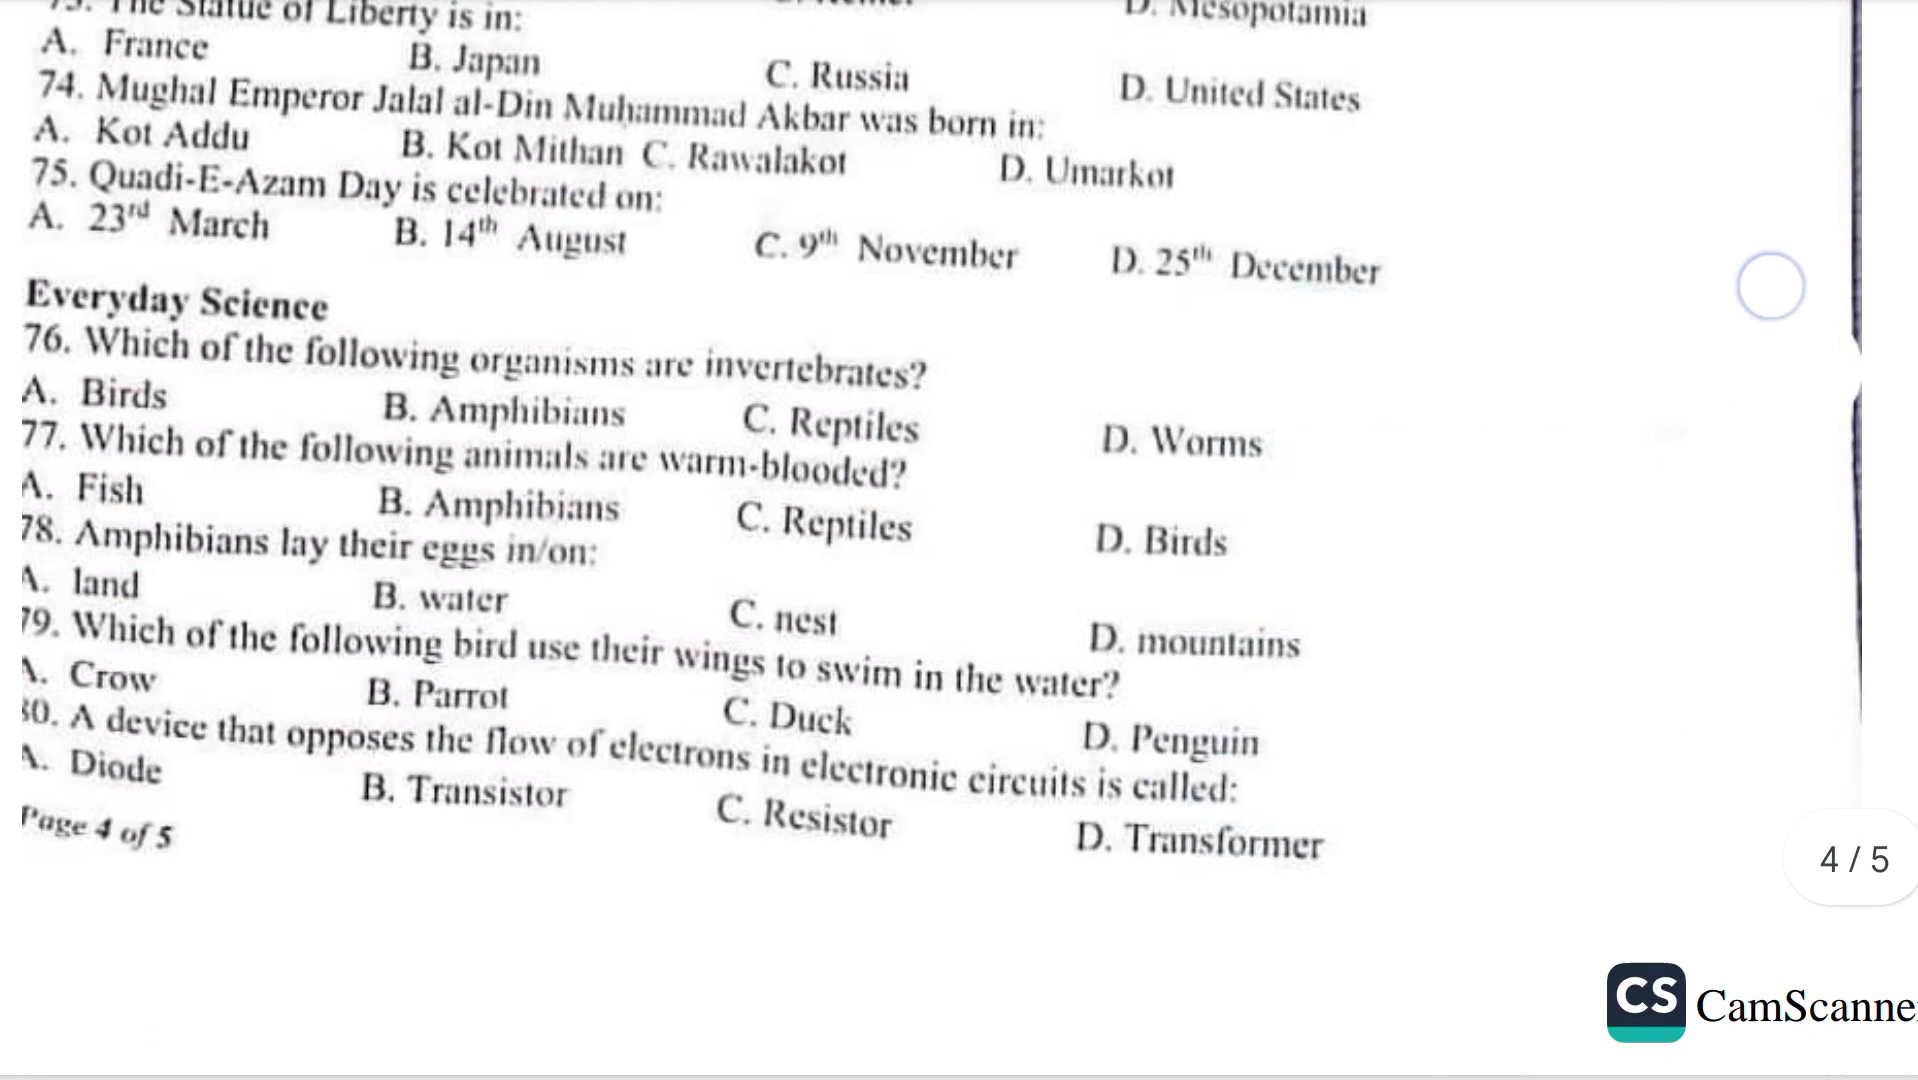 The Statue of Liberty is in:
D. Mesopotamia
A. France B. Japan C. Russia D. United States
74. Mughal Emperor Jalal al-Din Muhammad Akbar was born in:
A. Kot Addu B. Kot Mithan C. Rawalakot D. Umarkot
75. Quadi-E-Azam Day is celebrated on:
A. 23rd March B. 14th August C. 9th November D. 25th December
Everyday Science
76. Which of the following organisms are invertebrates?
A. Birds B. Amphibians C. Reptiles D. Worms
77. Which of the following animals are warm-blooded?
A. Fish B. Amphibians C. Reptiles D. Birds
78. Amphibians lay their eggs in/on:
A. land B. water C. nest D. mountains
79. Which of the following bird use their wings to swim in the water?
A. Crow B. Parrot C. Duck D. Penguin
80. A device that opposes the flow of electrons in electronic circuits is called:
A. Diode B. Transistor C. Resistor D. Transformer
Page 4 of 5
4 / 5
CS CamScanne